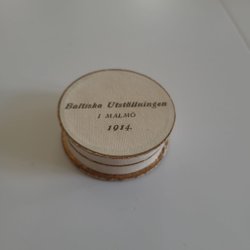 Baltiska Utställningen
I MALMÖ
1914.